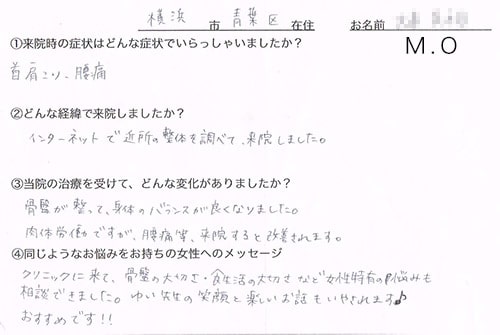 横浜 市 青葉区 在住 お名前
M.O
①来院時の症状はどんな症状でいらっしゃいましたか？
首肩こり、腰痛
②どんな経緯で来院しましたか？
インターネットで近所の整体を調べて、来院しました。
③当院の治療を受けて、どんな変化がありましたか？
骨盤が整って、身体のバランスが良くなりました。
肉体労働ですが、腰痛等、来院すると改善されます。
④同じようなお悩みをお持ちの女性へのメッセージ
クリニックに来て、骨盤の大切さ・食生活の大切さなど女性特有の悩みも
相談できました。ゆい先生の笑顔と楽しいお話もいやされます♪
おすすめです！！